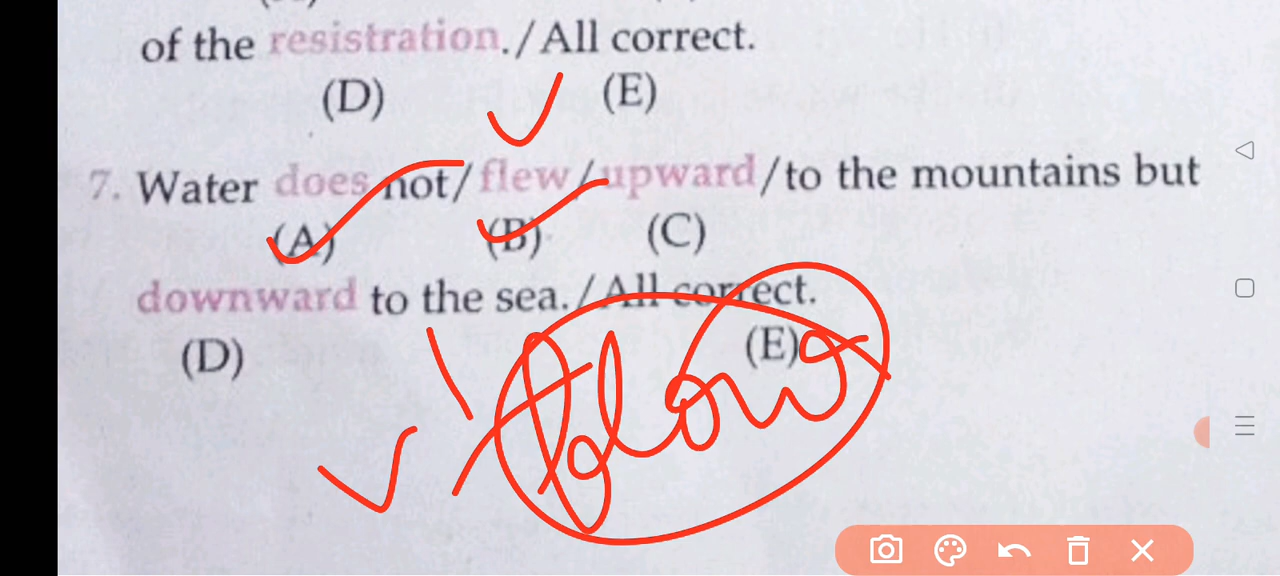 of the resistration./All correct.
(D) (E)
7. Water does not/flew/upward/to the mountains but
(A) (B) (C)
downward to the sea./All correct.
(D) (E)
flow